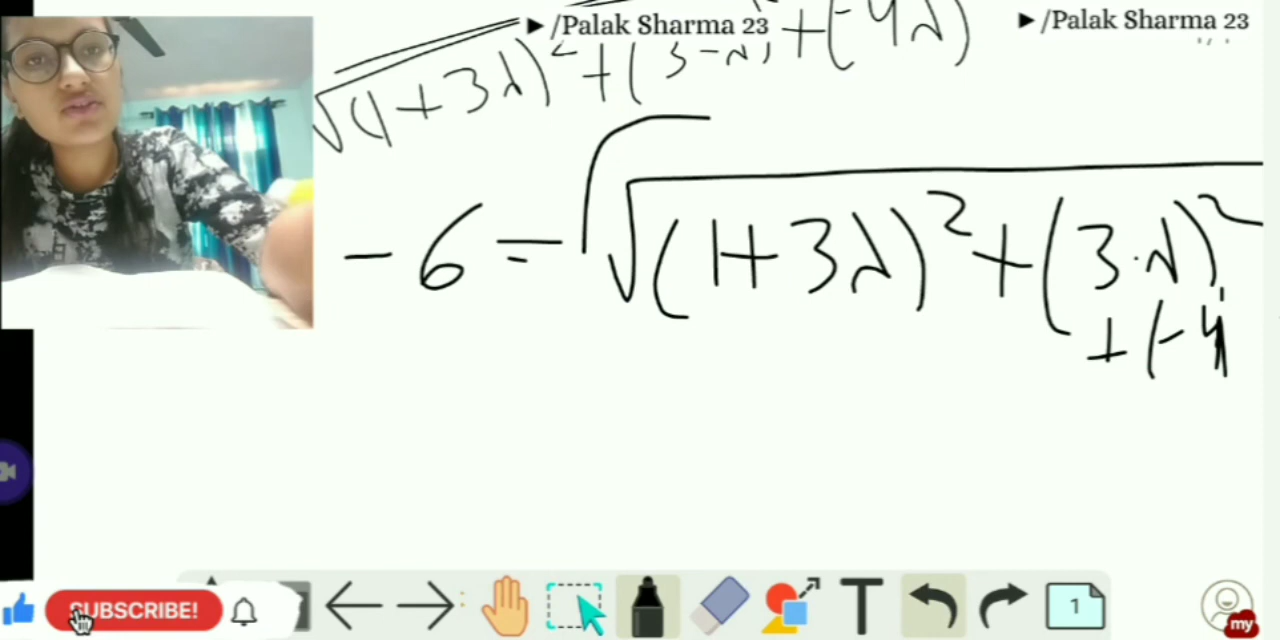 ▶ /Palak Sharma 23
▶ /Palak Sharma 23
√(1+3λ)² + (3-λ)² + (-4λ)
- 6 = √(1+3λ)² + (3-λ)²
+ (-4
SUBSCRIBE!
T
1
my